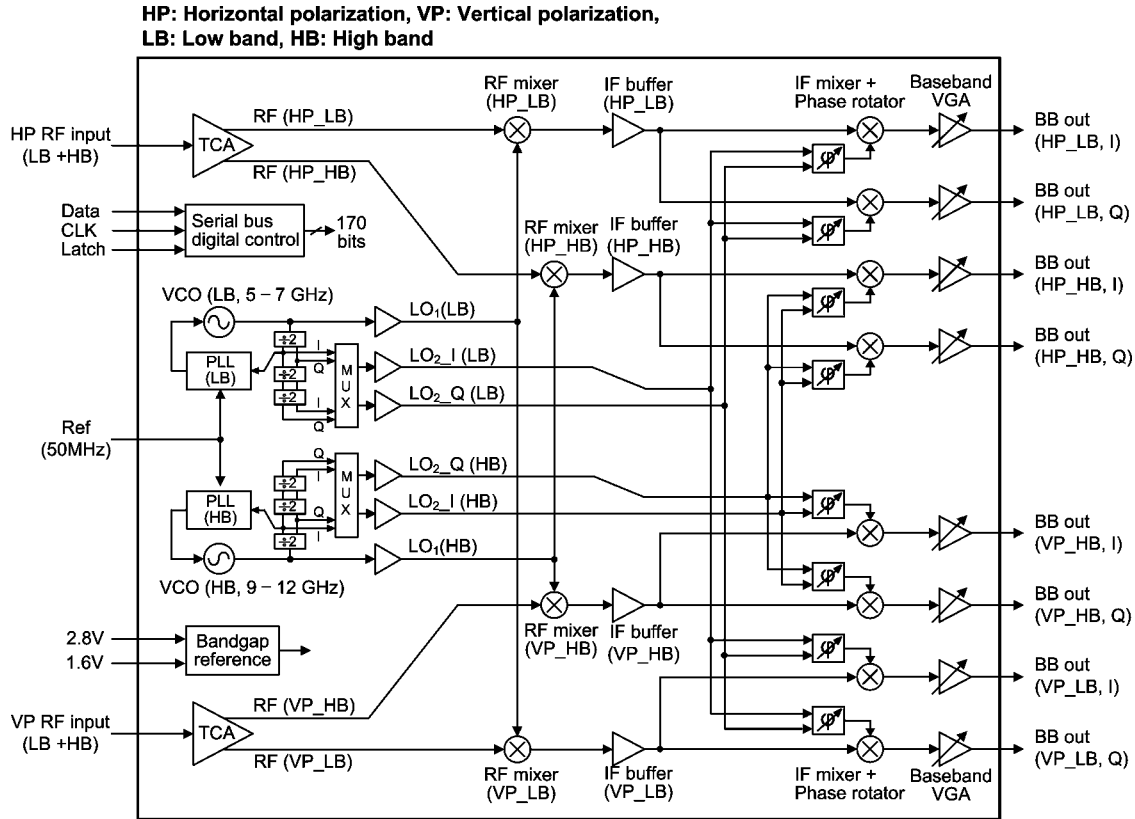 HP: Horizontal polarization, VP: Vertical polarization,
LB: Low band, HB: High band
RF mixer
(HP_LB)
IF buffer
(HP_LB)
IF mixer +
Phase rotator
Baseband
VGA
HP RF input
(LB +HB)
TCA
RF (HP_LB)
RF (HP_HB)
BB out
(HP_LB, I)
φ
Data
CLK
Latch
Serial bus
digital control
170
bits
BB out
(HP_LB, Q)
φ
RF mixer
(HP_HB)
IF buffer
(HP_HB)
BB out
(HP_HB, I)
φ
VCO (LB, 5 – 7 GHz)
LO₁(LB)
÷2
I
Q
PLL
(LB)
÷2
MUX
LO₂_I (LB)
BB out
(HP_HB, Q)
φ
÷2
I
Q
LO₂_Q (LB)
Ref
(50MHz)
Q
I
LO₂_Q (HB)
÷2
PLL
(HB)
÷2
MUX
Q
I
LO₂_I (HB)
φ
÷2
LO₁(HB)
BB out
(VP_HB, I)
VCO (HB, 9 – 12 GHz)
φ
BB out
(VP_HB, Q)
RF mixer
(VP_HB)
IF buffer
(VP_HB)
2.8V
1.6V
Bandgap
reference
φ
BB out
(VP_LB, I)
VP RF input
(LB +HB)
TCA
RF (VP_HB)
RF (VP_LB)
φ
BB out
(VP_LB, Q)
RF mixer
(VP_LB)
IF buffer
(VP_LB)
IF mixer +
Phase rotator
Baseband
VGA